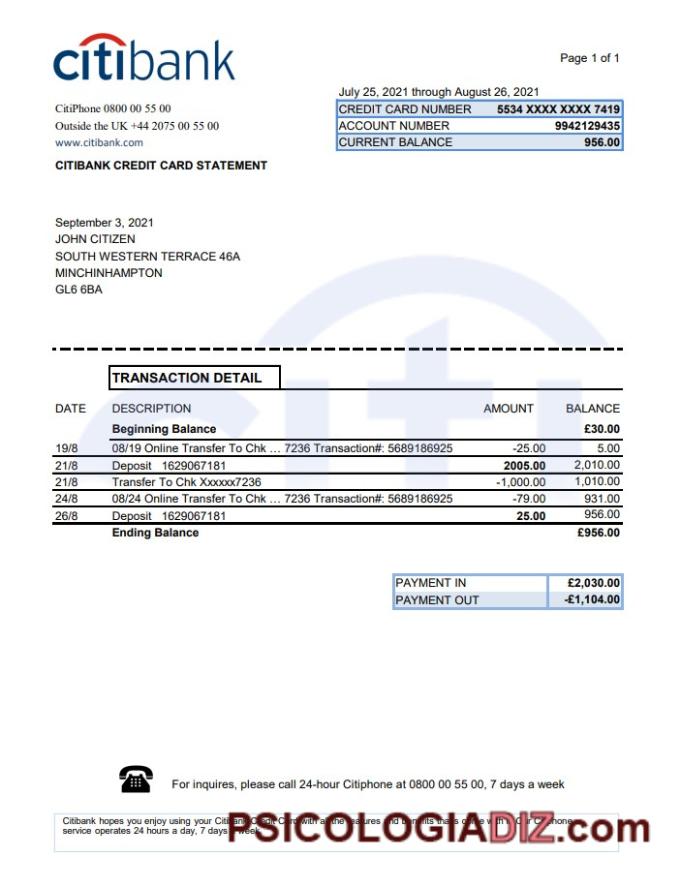 citibank
Page 1 of 1
July 25, 2021 through August 26, 2021
CitiPhone 0800 00 55 00
CREDIT CARD NUMBER 5534 XXXX XXXX 7419
Outside the UK +44 2075 00 55 00
ACCOUNT NUMBER 9942129435
www.citibank.com
CURRENT BALANCE 956.00
CITIBANK CREDIT CARD STATEMENT
September 3, 2021
JOHN CITIZEN
SOUTH WESTERN TERRACE 46A
MINCHINHAMPTON
GL6 6BA
citi
TRANSACTION DETAIL
DATE DESCRIPTION AMOUNT BALANCE
Beginning Balance £30.00
19/8 08/19 Online Transfer To Chk ... 7236 Transaction#: 5689186925 -25.00 5.00
21/8 Deposit 1629067181 2005.00 2,010.00
21/8 Transfer To Chk Xxxxxx7236 -1,000.00 1,010.00
24/8 08/24 Online Transfer To Chk ... 7236 Transaction#: 5689186925 -79.00 931.00
26/8 Deposit 1629067181 25.00 956.00
Ending Balance £956.00
PAYMENT IN £2,030.00
PAYMENT OUT -£1,104.00
For inquires, please call 24-hour Citiphone at 0800 00 55 00, 7 days a week
Citibank hopes you enjoy using your Citibank Credit Card with all the features and benefits that come with it. Our Citiphone
service operates 24 hours a day, 7 days a week.
PSICOLOGIADIZ.com